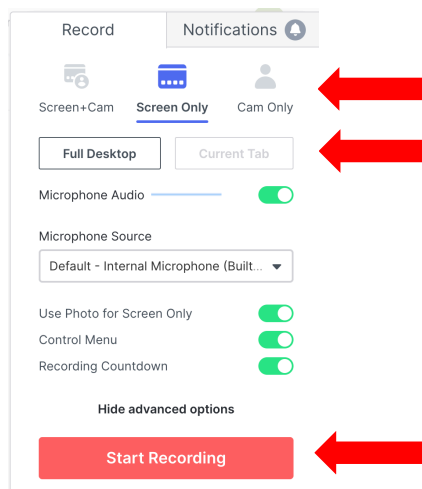 Record Notifications
Screen+Cam Screen Only Cam Only
Full Desktop Current Tab
Microphone Audio
Microphone Source
Default - Internal Microphone (Built...
Use Photo for Screen Only
Control Menu
Recording Countdown
Hide advanced options
Start Recording